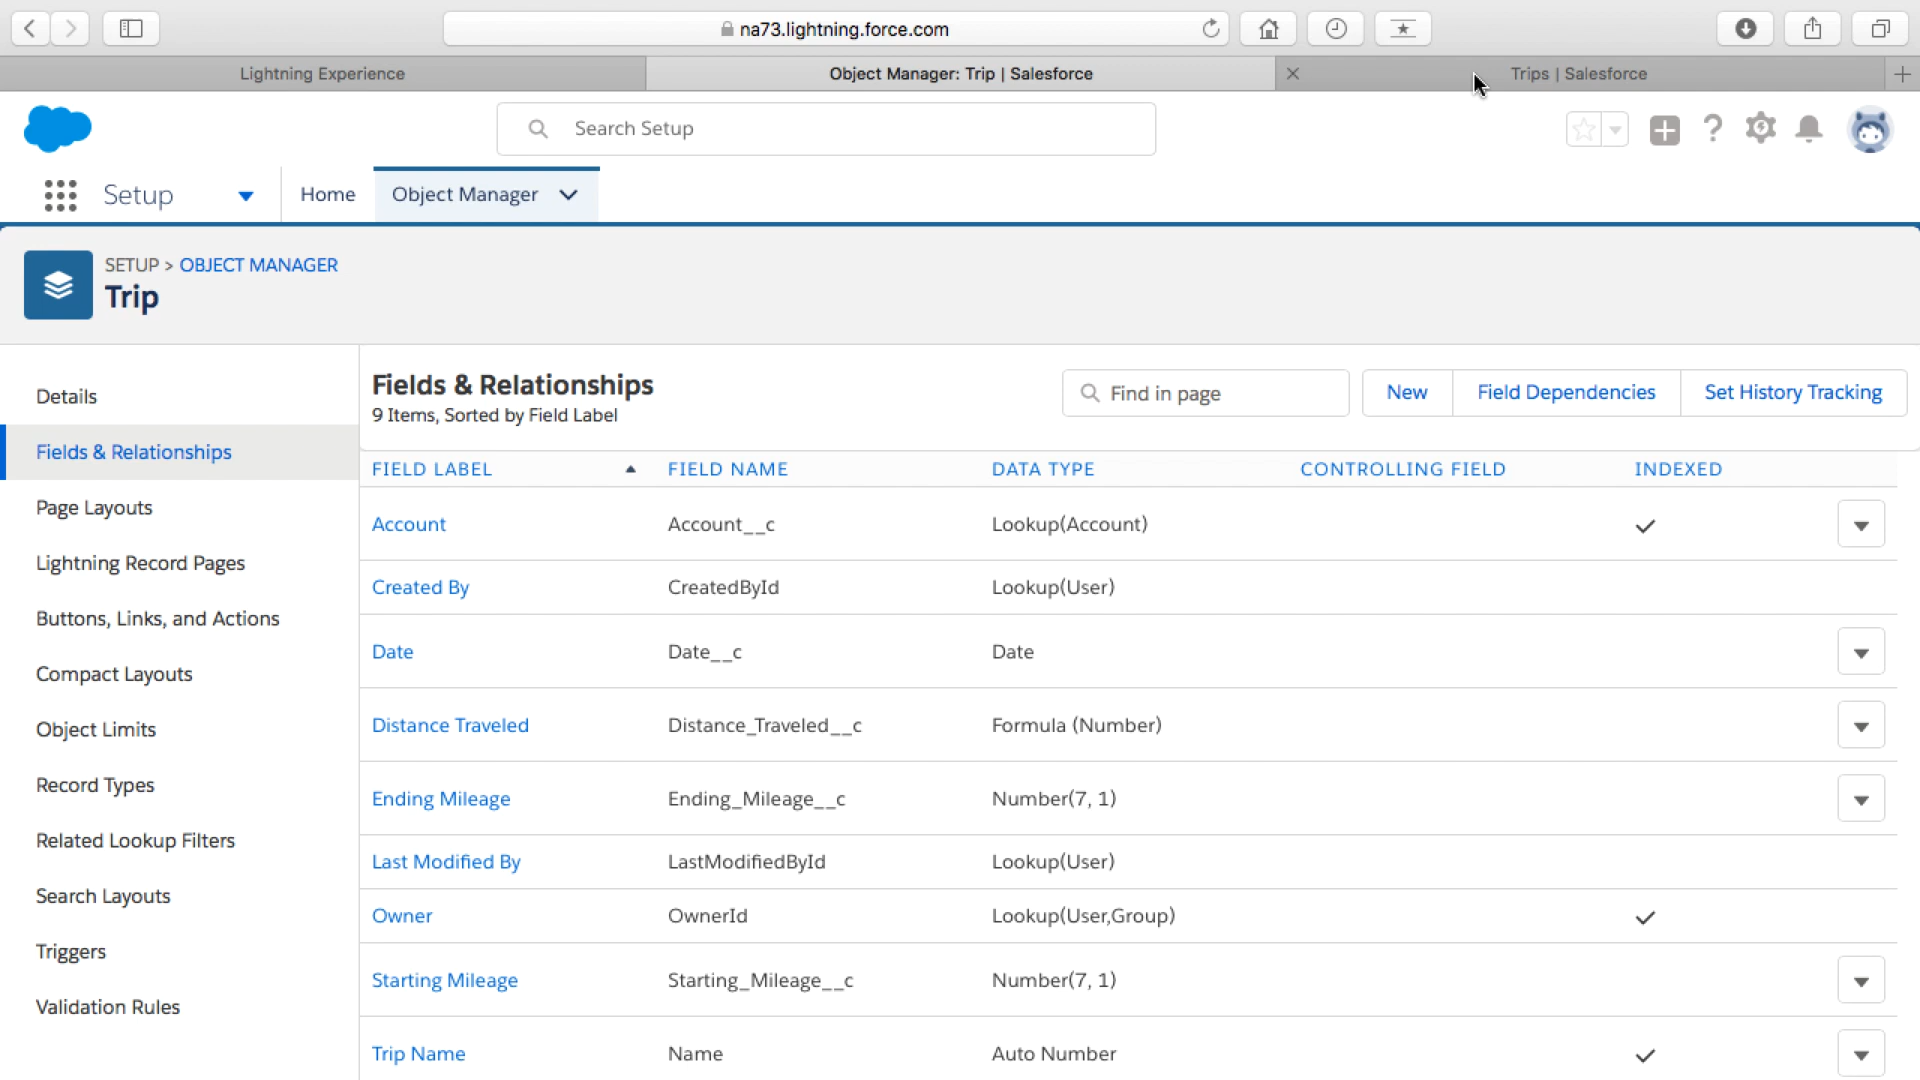 na73.lightning.force.com
Lightning Experience
Object Manager: Trip | Salesforce
Trips | Salesforce
Search Setup
Setup
Home
Object Manager
SETUP > OBJECT MANAGER
Trip
Details
Fields & Relationships
Page Layouts
Lightning Record Pages
Buttons, Links, and Actions
Compact Layouts
Object Limits
Record Types
Related Lookup Filters
Search Layouts
Triggers
Validation Rules
Fields & Relationships
9 Items, Sorted by Field Label
Find in page
New
Field Dependencies
Set History Tracking
FIELD LABEL FIELD NAME DATA TYPE CONTROLLING FIELD INDEXED
Account Account__c Lookup(Account)
Created By CreatedById Lookup(User)
Date Date__c Date
Distance Traveled Distance_Traveled__c Formula (Number)
Ending Mileage Ending_Mileage__c Number(7, 1)
Last Modified By LastModifiedById Lookup(User)
Owner OwnerId Lookup(User,Group)
Starting Mileage Starting_Mileage__c Number(7, 1)
Trip Name Name Auto Number